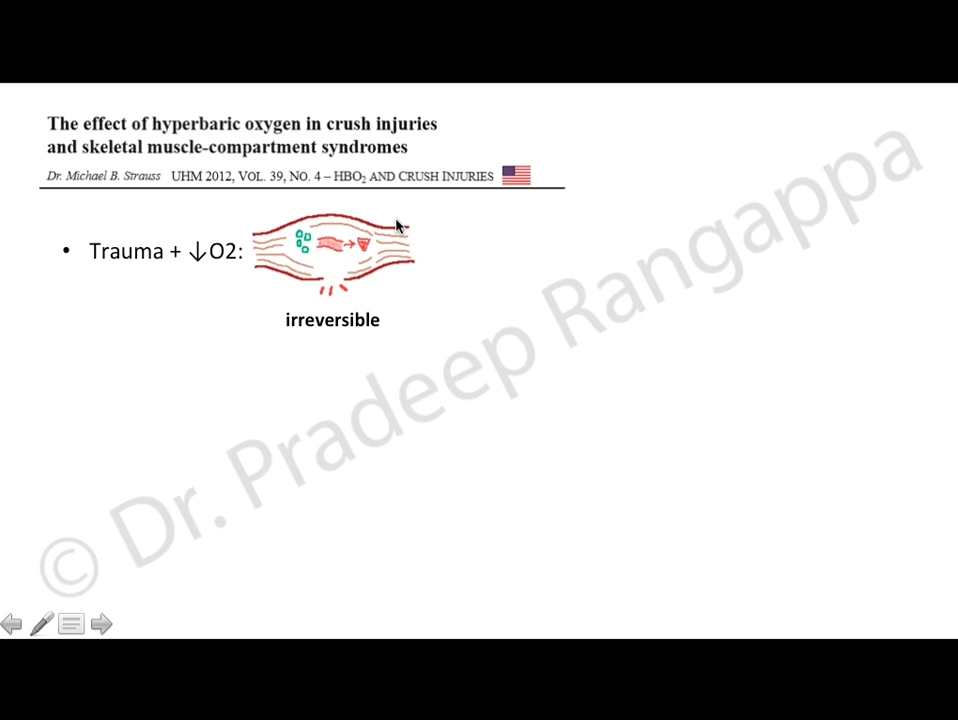 The effect of hyperbaric oxygen in crush injuries
and skeletal muscle-compartment syndromes
Dr. Michael B. Strauss UHM 2012, VOL. 39, NO. 4 – HBO₂ AND CRUSH INJURIES
• Trauma + ↓O2:
irreversible
© Dr. Pradeep Rangappa